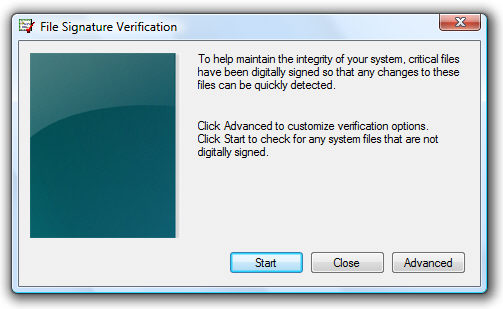 File Signature Verification
To help maintain the integrity of your system, critical files
have been digitally signed so that any changes to these
files can be quickly detected.
Click Advanced to customize verification options.
Click Start to check for any system files that are not
digitally signed.
Start
Close
Advanced